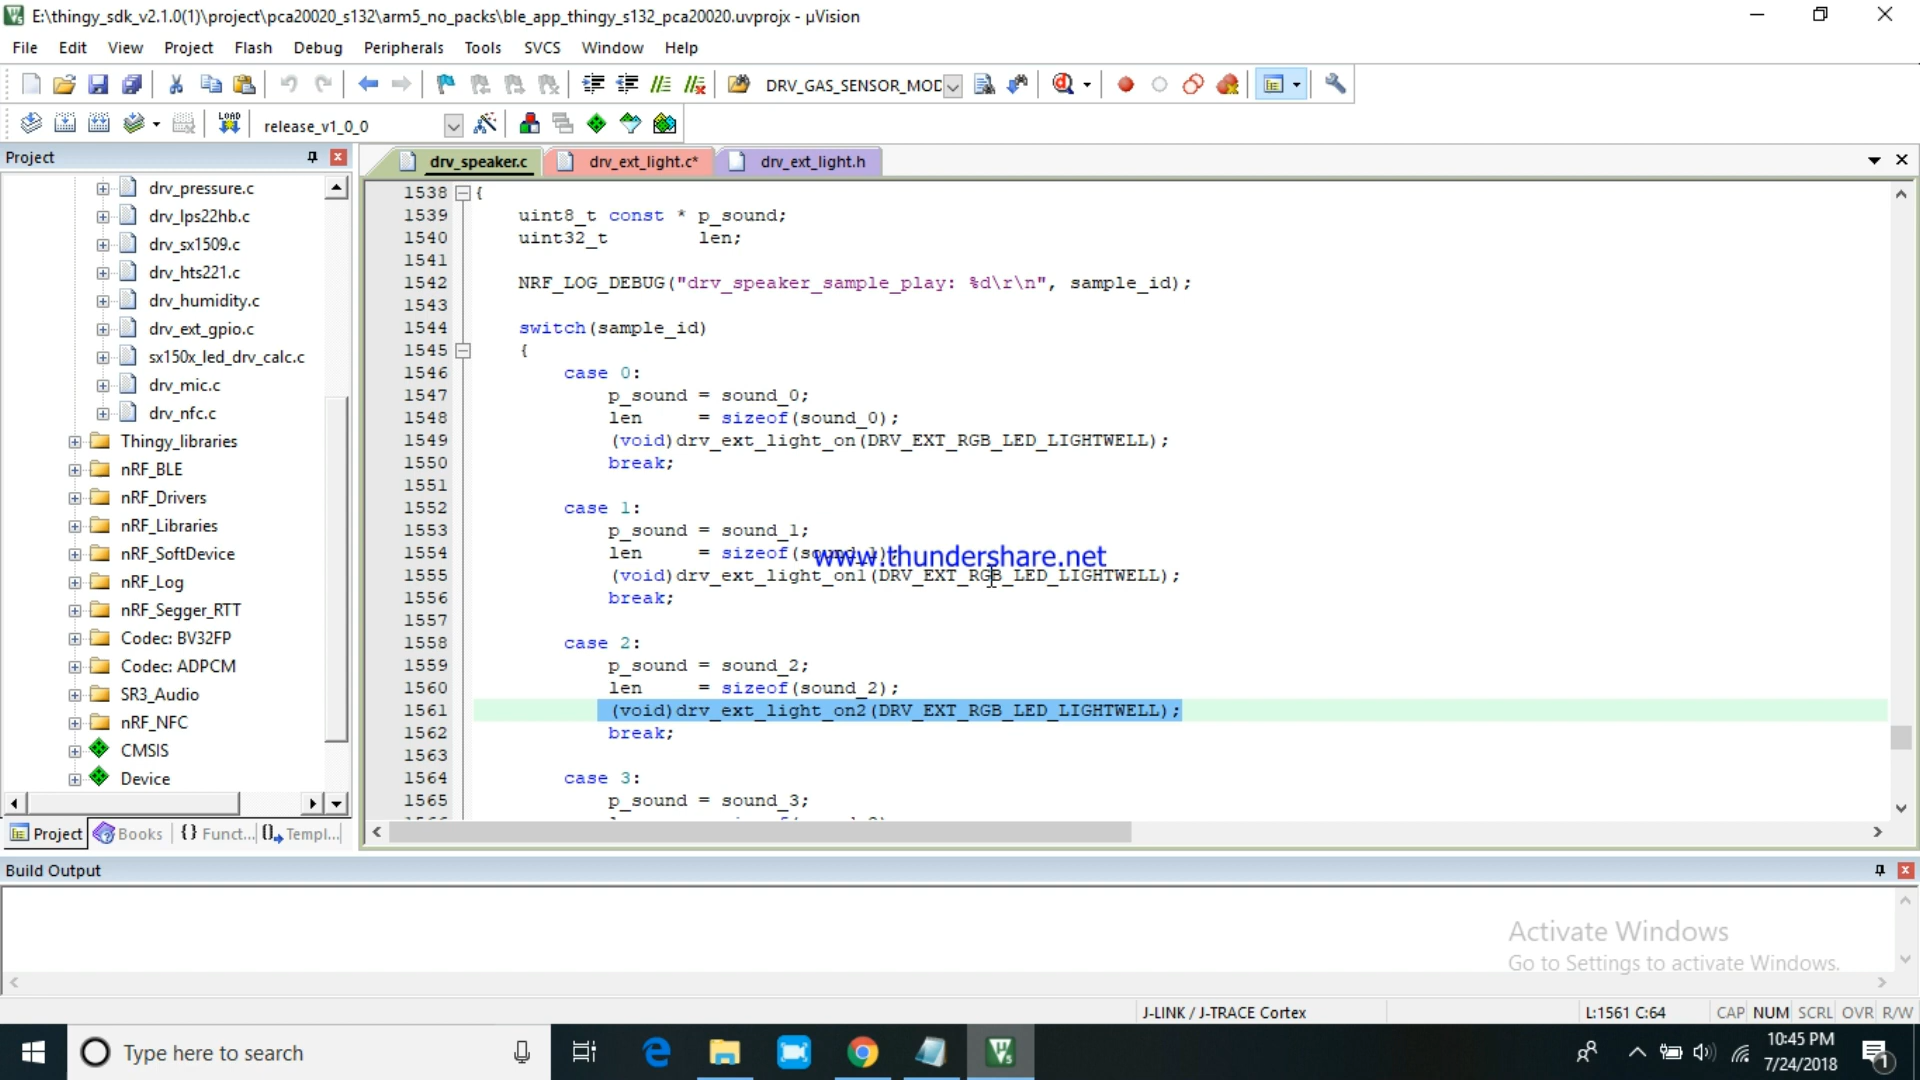 E:\thingy_sdk_v2.1.0(1)\project\pca20020_s132\arm5_no_packs\ble_app_thingy_s132_pca20020.uvprojx - µVision
File Edit View Project Flash Debug Peripherals Tools SVCS Window Help
DRV_GAS_SENSOR_MOD
LOAD release_v1_0_0
Project
drv_pressure.c
drv_lps22hb.c
drv_sx1509.c
drv_hts221.c
drv_humidity.c
drv_ext_gpio.c
sx150x_led_drv_calc.c
drv_mic.c
drv_nfc.c
Thingy_libraries
nRF_BLE
nRF_Drivers
nRF_Libraries
nRF_SoftDevice
nRF_Log
nRF_Segger_RTT
Codec: BV32FP
Codec: ADPCM
SR3_Audio
nRF_NFC
CMSIS
Device
Project Books {} Funct... Templ...
drv_speaker.c drv_ext_light.c* drv_ext_light.h
1538 {
1539 uint8_t const * p_sound;
1540 uint32_t len;
1541
1542 NRF_LOG_DEBUG("drv_speaker_sample_play: %d\r\n", sample_id);
1543
1544 switch(sample_id)
1545 {
1546 case 0:
1547 p_sound = sound_0;
1548 len = sizeof(sound_0);
1549 (void)drv_ext_light_on(DRV_EXT_RGB_LED_LIGHTWELL);
1550 break;
1551
1552 case 1:
1553 p_sound = sound_1;
1554 len = sizeof(sound_1);
www.thundershare.net
1555 (void)drv_ext_light_on1(DRV_EXT_RGB_LED_LIGHTWELL);
1556 break;
1557
1558 case 2:
1559 p_sound = sound_2;
1560 len = sizeof(sound_2);
1561 (void)drv_ext_light_on2(DRV_EXT_RGB_LED_LIGHTWELL);
1562 break;
1563
1564 case 3:
1565 p_sound = sound_3;
Build Output
Activate Windows
Go to Settings to activate Windows.
J-LINK / J-TRACE Cortex L:1561 C:64 CAP NUM SCRL OVR R/W
Type here to search
10:45 PM
7/24/2018
1